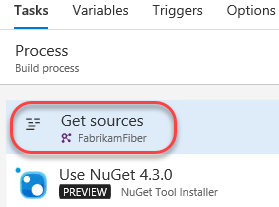 Tasks Variables Triggers Options
Process
Build process
Get sources
FabrikamFiber
Use NuGet 4.3.0
PREVIEW NuGet Tool Installer